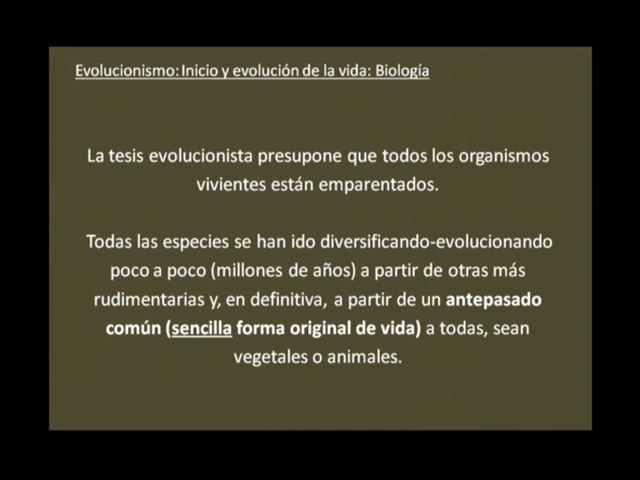 Evolucionismo: Inicio y evolución de la vida: Biología
La tesis evolucionista presupone que todos los organismos
vivientes están emparentados.
Todas las especies se han ido diversificando-evolucionando
poco a poco (millones de años) a partir de otras más
rudimentarias y, en definitiva, a partir de un antepasado
común (sencilla forma original de vida) a todas, sean
vegetales o animales.